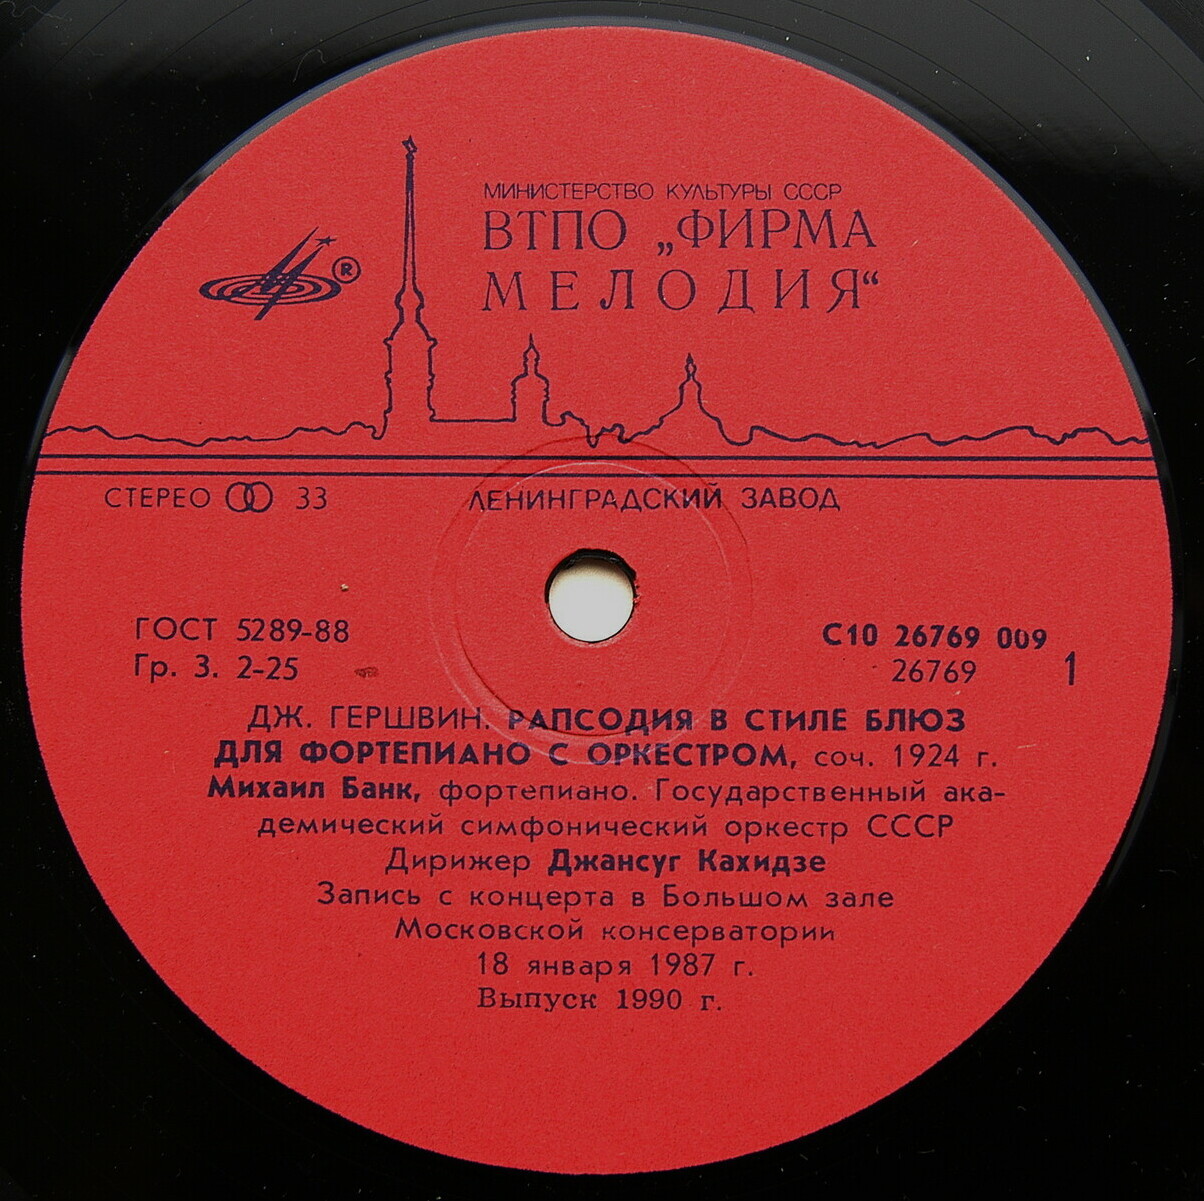 МИНИСТЕРСТВО КУЛЬТУРЫ СССР
ВТПО „ФИРМА
МЕЛОДИЯ“
®
СТЕРЕО 33
ЛЕНИНГРАДСКИЙ ЗАВОД
ГОСТ 5289-88
Гр. 3. 2-25
С10 26769 009
26769
1
ДЖ. ГЕРШВИН. РАПСОДИЯ В СТИЛЕ БЛЮЗ
ДЛЯ ФОРТЕПИАНО С ОРКЕСТРОМ, соч. 1924 г.
Михаил Банк, фортепиано. Государственный ака-
демический симфонический оркестр СССР
Дирижер Джансуг Кахидзе
Запись с концерта в Большом зале
Московской консерватории
18 января 1987 г.
Выпуск 1990 г.